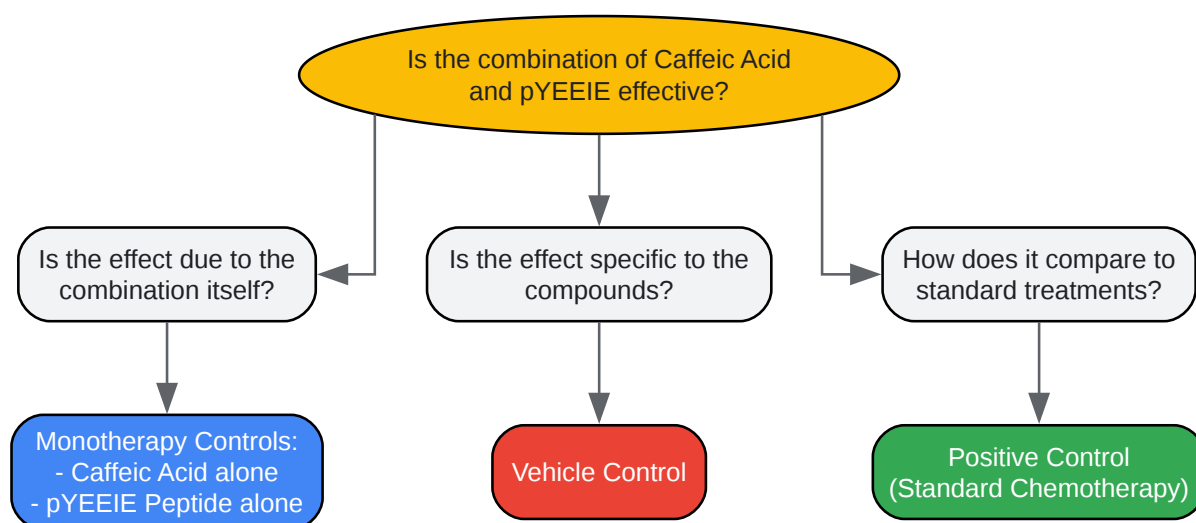 Is the combination of Caffeic Acid
and pYEEIE effective?
Is the effect due to the
combination itself?
Is the effect specific to the
compounds?
How does it compare to
standard treatments?
Monotherapy Controls:
- Caffeic Acid alone
- pYEEIE Peptide alone
Vehicle Control
Positive Control
(Standard Chemotherapy)